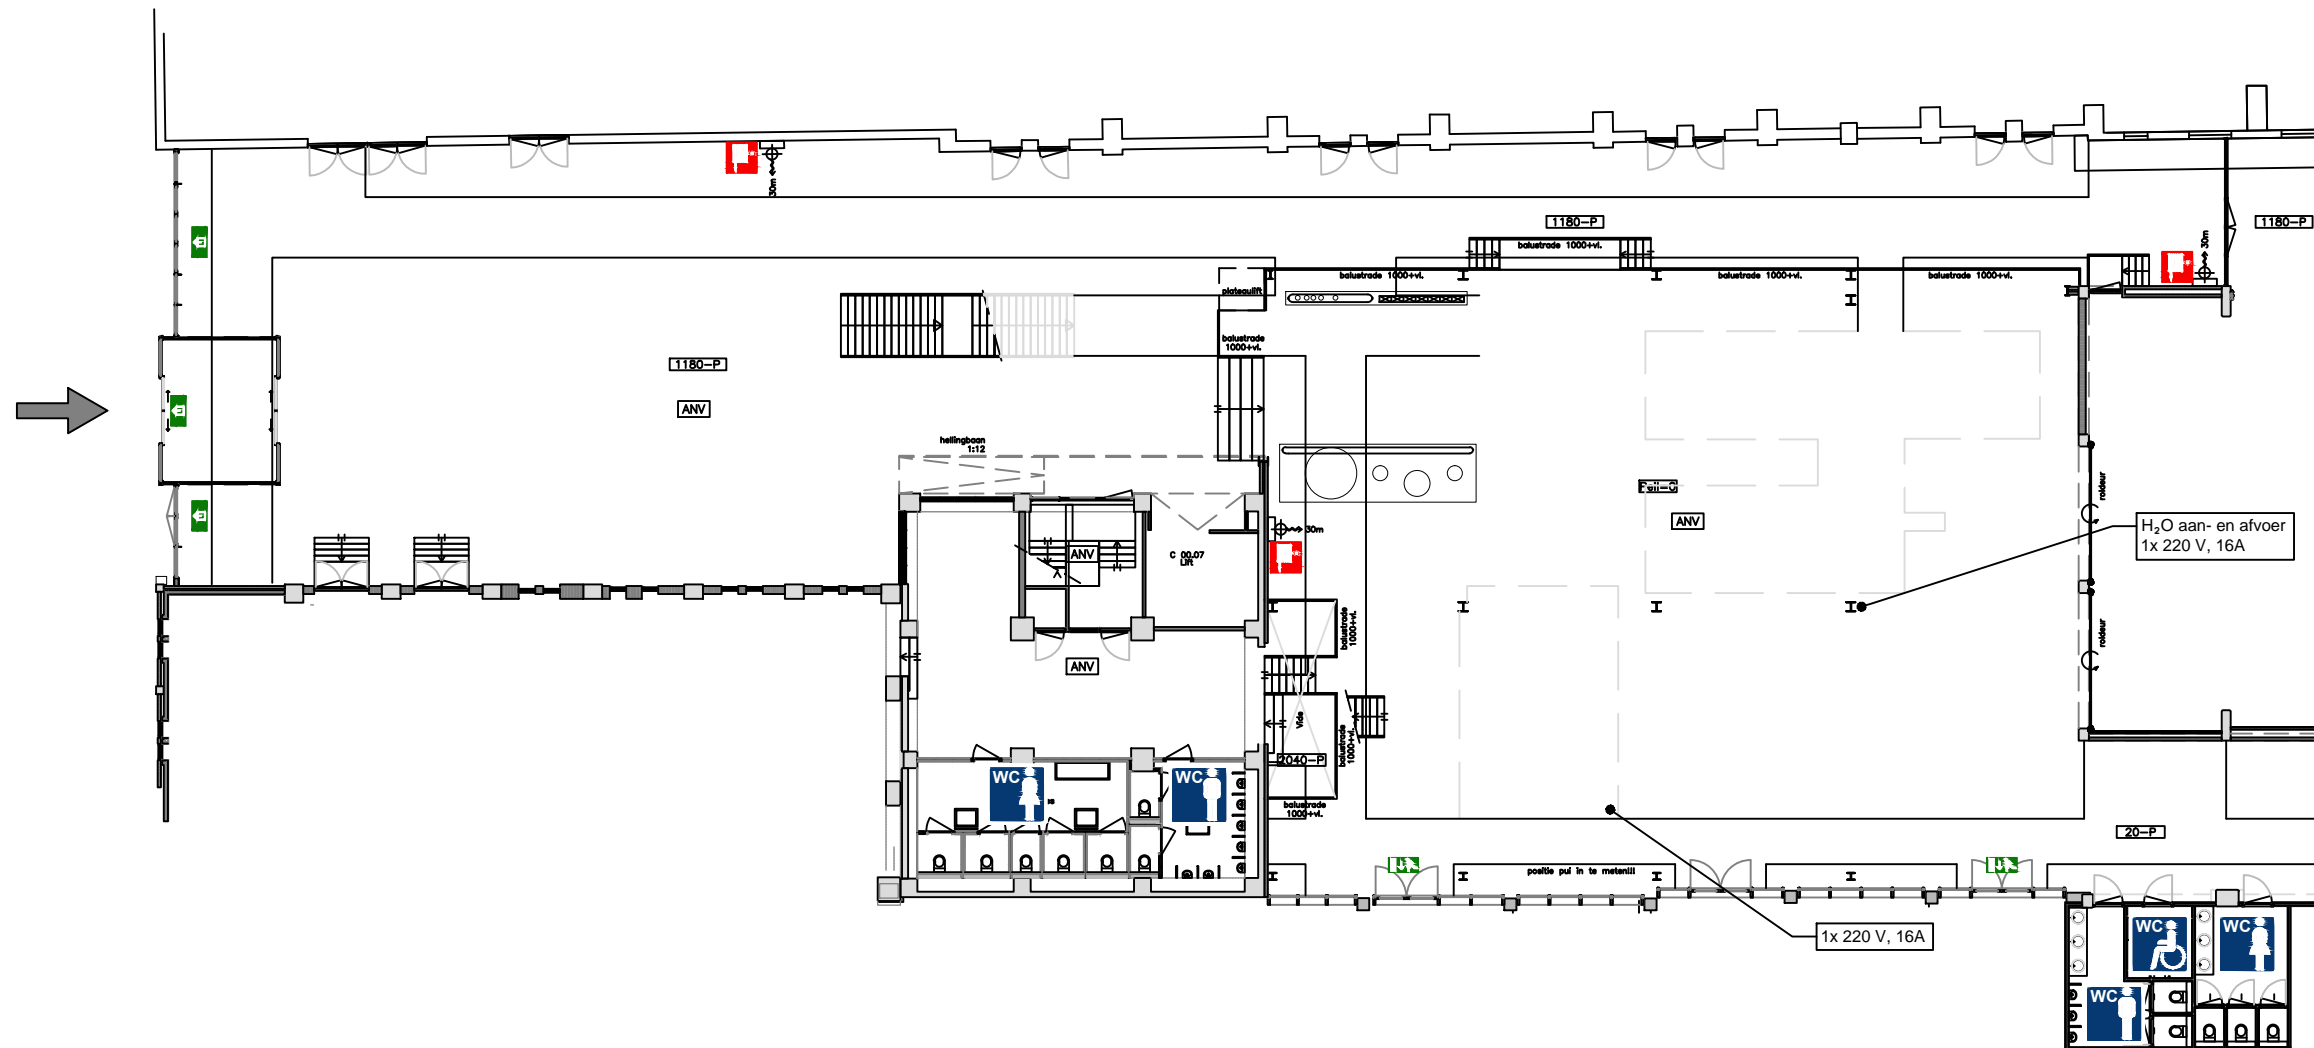 30m
1180-P
balustrade 1000+vl.
1180-P
30m
balustrade 1000+vl.
balustrade 1000+vl.
balustrade 1000+vl.
plateaulift
balustrade
1000+vl.
1180-P
ANV
hellingbaan
1:12
Peil=0
ANV
roldeur
H₂O aan- en afvoer
1x 220 V, 16A
30m
ANV
C 00.07
Lift
balustrade
1000+vl.
roldeur
ANV
Vide
balustrade
1000+vl.
2040-P
WC
WC
balustrade
1000+vl.
20-P
positie pui in te meten!!!
1x 220 V, 16A
WC
WC
WC